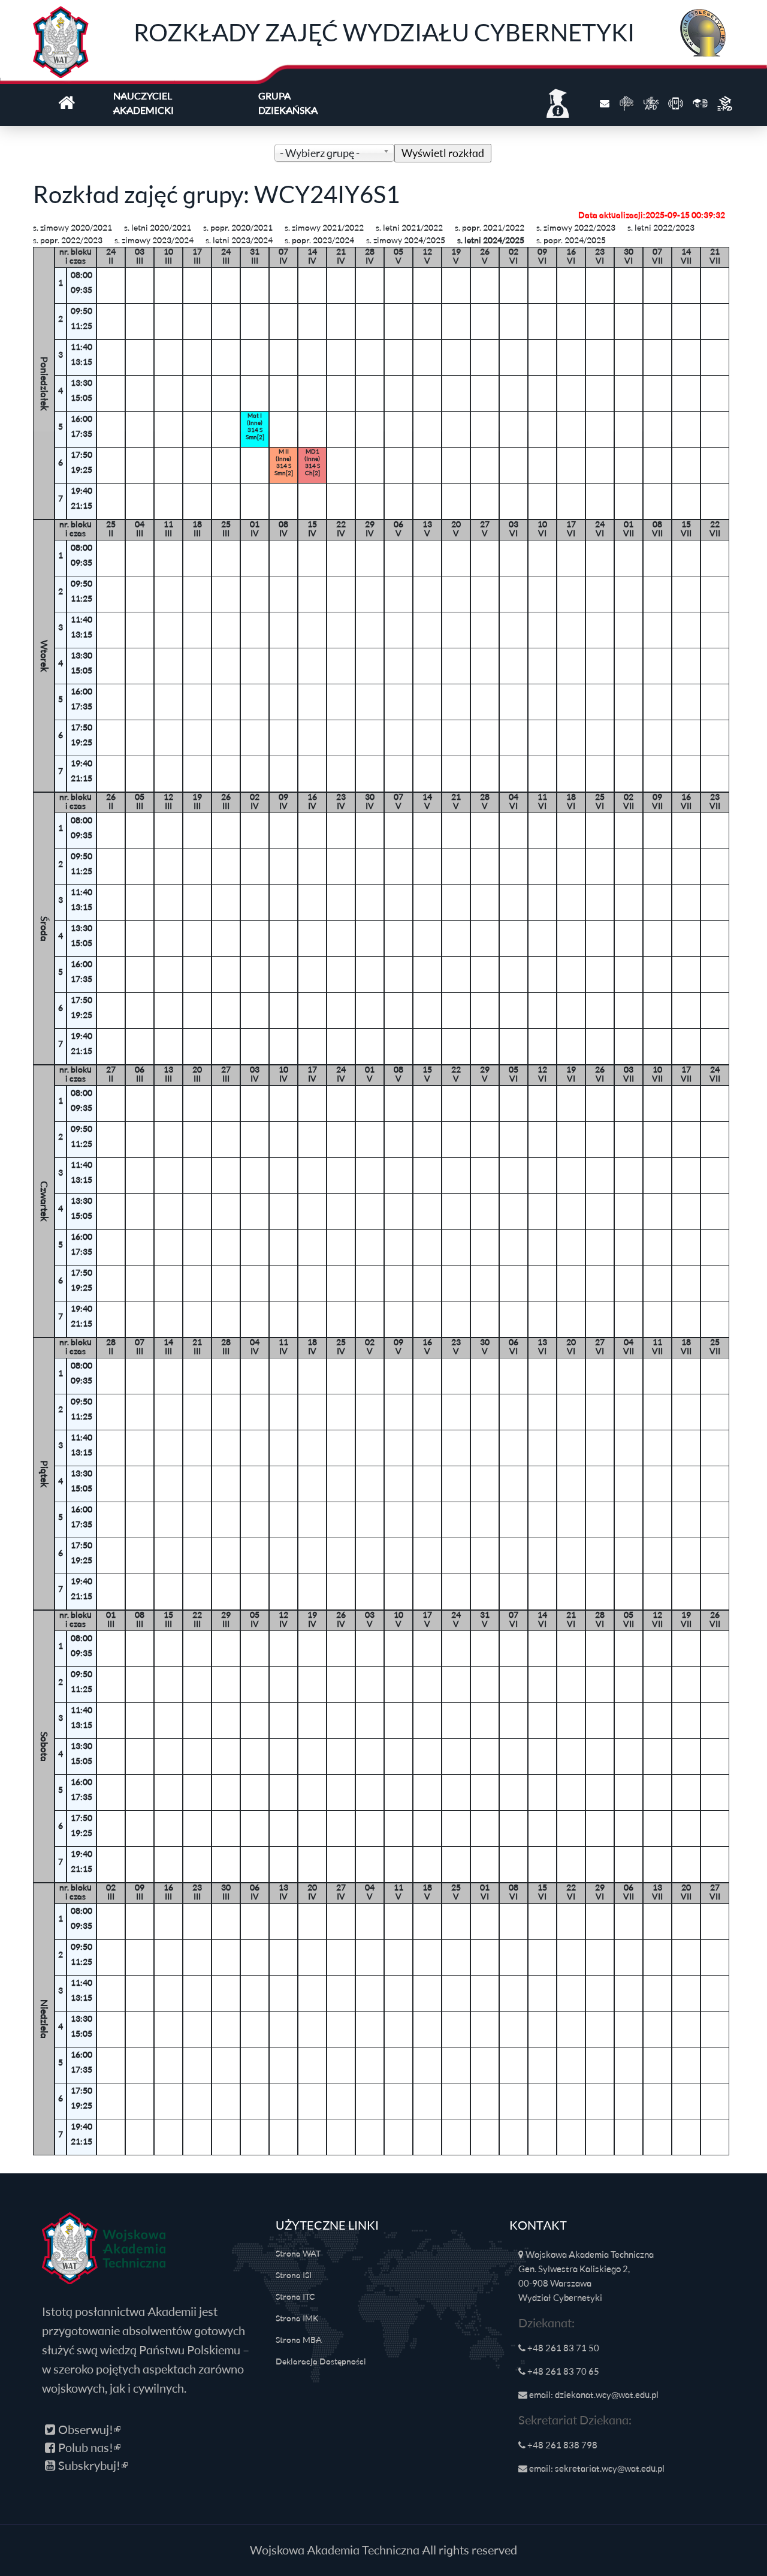 WAT
ROZKŁADY ZAJĘĆ WYDZIAŁU CYBERNETYKI
NAUCZYCIEL AKADEMICKI
GRUPA DZIEKAŃSKA
- Wybierz grupę -
Wyświetl rozkład
Rozkład zajęć grupy: WCY24IY6S1
Data aktualizacji:2025-09-15 00:39:32
s. zimowy 2020/2021 s. letni 2020/2021 s. popr. 2020/2021 s. zimowy 2021/2022 s. letni 2021/2022 s. popr. 2021/2022 s. zimowy 2022/2023 s. letni 2022/2023
s. popr. 2022/2023 s. zimowy 2023/2024 s. letni 2023/2024 s. popr. 2023/2024 s. zimowy 2024/2025 s. letni 2024/2025 s. popr. 2024/2025
Poniedziałek
nr. bloku 24 03 10 17 24 31 07 14 21 28 05 12 19 26 02 09 16 23 30 07 14 21
i czas II III III III III III IV IV IV IV V V V V VI VI VI VI VI VII VII VII
1 08:00 09:35
2 09:50 11:25
3 11:40 13:15
4 13:30 15:05
5 16:00 17:35
Mat I
(Inne)
314 S
Smn[2]
6 17:50 19:25
M II
(Inne)
314 S
Smn[2]
MD1
(Inne)
314 S
Ch[2]
7 19:40 21:15
Wtorek
nr. bloku 25 04 11 18 25 01 08 15 22 29 06 13 20 27 03 10 17 24 01 08 15 22
i czas II III III III III IV IV IV IV IV V V V V VI VI VI VI VII VII VII VII
1 08:00 09:35
2 09:50 11:25
3 11:40 13:15
4 13:30 15:05
5 16:00 17:35
6 17:50 19:25
7 19:40 21:15
Środa
nr. bloku 26 05 12 19 26 02 09 16 23 30 07 14 21 28 04 11 18 25 02 09 16 23
i czas II III III III III IV IV IV IV IV V V V V VI VI VI VI VII VII VII VII
1 08:00 09:35
2 09:50 11:25
3 11:40 13:15
4 13:30 15:05
5 16:00 17:35
6 17:50 19:25
7 19:40 21:15
Czwartek
nr. bloku 27 06 13 20 27 03 10 17 24 01 08 15 22 29 05 12 19 26 03 10 17 24
i czas II III III III III IV IV IV IV V V V V V VI VI VI VI VII VII VII VII
1 08:00 09:35
2 09:50 11:25
3 11:40 13:15
4 13:30 15:05
5 16:00 17:35
6 17:50 19:25
7 19:40 21:15
Piątek
nr. bloku 28 07 14 21 28 04 11 18 25 02 09 16 23 30 06 13 20 27 04 11 18 25
i czas II III III III III IV IV IV IV V V V V V VI VI VI VI VII VII VII VII
1 08:00 09:35
2 09:50 11:25
3 11:40 13:15
4 13:30 15:05
5 16:00 17:35
6 17:50 19:25
7 19:40 21:15
Sobota
nr. bloku 01 08 15 22 29 05 12 19 26 03 10 17 24 31 07 14 21 28 05 12 19 26
i czas III III III III III IV IV IV IV V V V V V VI VI VI VI VII VII VII VII
1 08:00 09:35
2 09:50 11:25
3 11:40 13:15
4 13:30 15:05
5 16:00 17:35
6 17:50 19:25
7 19:40 21:15
Niedziela
nr. bloku 02 09 16 23 30 06 13 20 27 04 11 18 25 01 08 15 22 29 06 13 20 27
i czas III III III III III IV IV IV IV V V V V VI VI VI VI VI VII VII VII VII
1 08:00 09:35
2 09:50 11:25
3 11:40 13:15
4 13:30 15:05
5 16:00 17:35
6 17:50 19:25
7 19:40 21:15
WAT
Wojskowa
Akademia
Techniczna
Istotą posłannictwa Akademii jest
przygotowanie absolwentów gotowych
służyć swą wiedzą Państwu Polskiemu –
w szeroko pojętych aspektach zarówno
wojskowych, jak i cywilnych.
Obserwuj!
Polub nas!
Subskrybuj!
UŻYTECZNE LINKI
Strona WAT
Strona ISI
Strona ITC
Strona IMK
Strona MBA
Deklaracja Dostępności
KONTAKT
Wojskowa Akademia Techniczna
Gen. Sylwestra Kaliskiego 2,
00-908 Warszawa
Wydział Cybernetyki
Dziekanat:
+48 261 83 71 50
+48 261 83 70 65
email: dziekanat.wcy@wat.edu.pl
Sekretariat Dziekana:
+48 261 838 798
email: sekretariat.wcy@wat.edu.pl
Wojskowa Akademia Techniczna All rights reserved